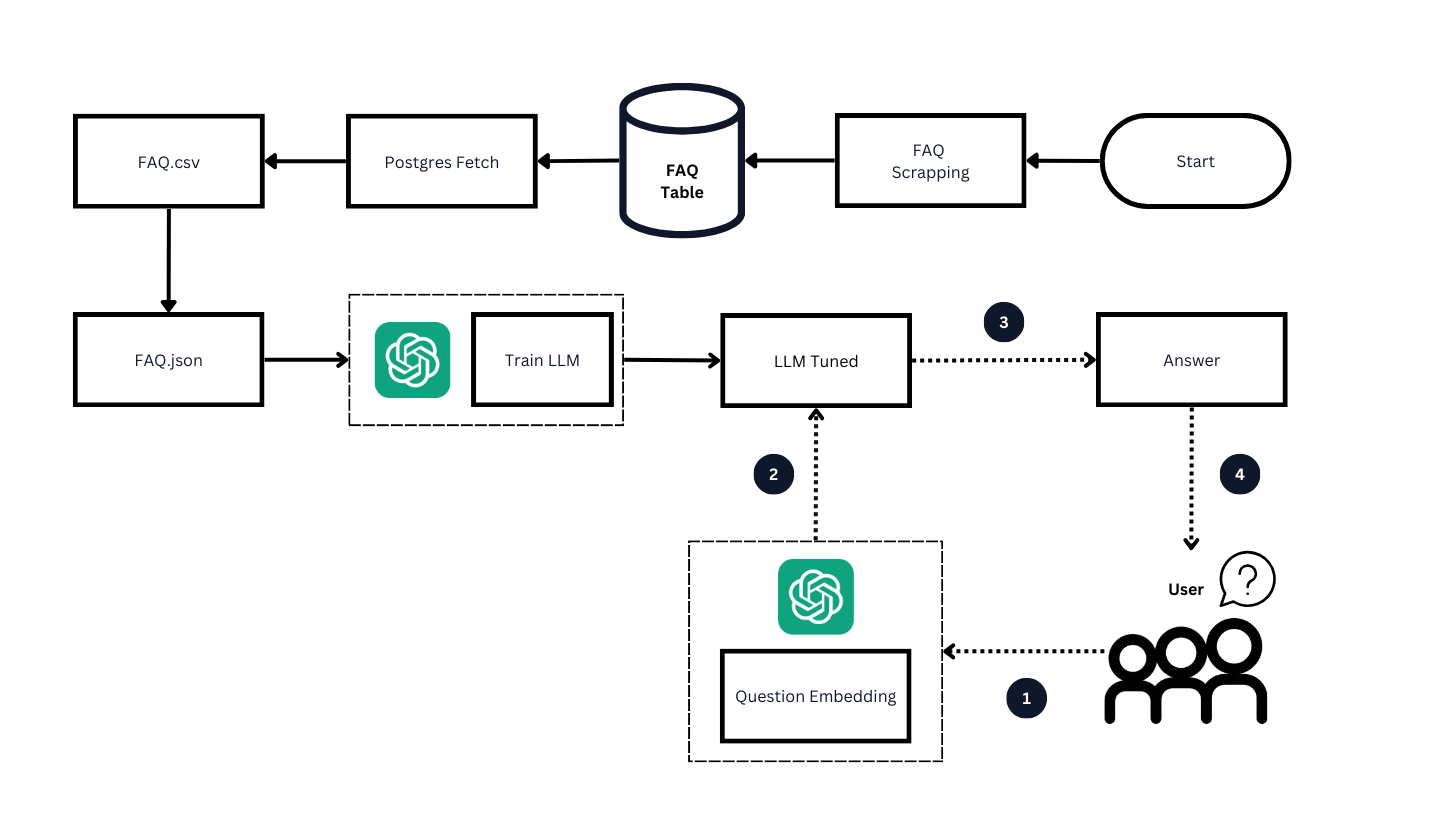 FAQ.csv
Postgres Fetch
FAQ
Table
FAQ
Scrapping
Start
FAQ.json
Train LLM
LLM Tuned
3
Answer
2
4
User
?
Question Embedding
1